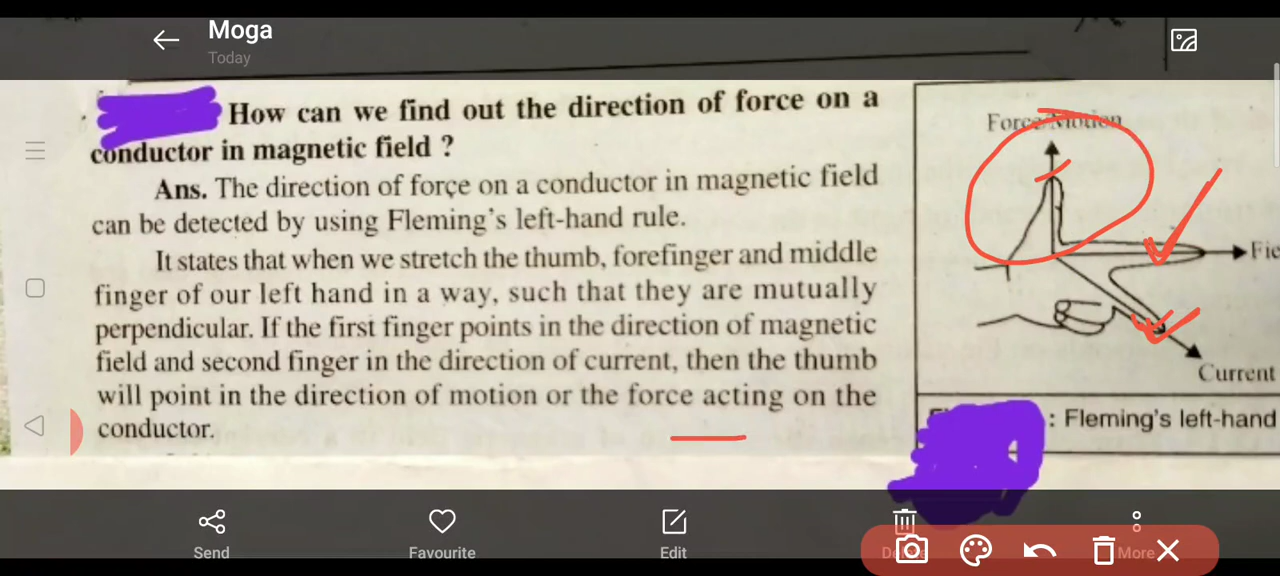 Moga
Today
How can we find out the direction of force on a
conductor in magnetic field ?
Ans. The direction of force on a conductor in magnetic field
can be detected by using Fleming's left-hand rule.
It states that when we stretch the thumb, forefinger and middle
finger of our left hand in a way, such that they are mutually
perpendicular. If the first finger points in the direction of magnetic
field and second finger in the direction of current, then the thumb
will point in the direction of motion or the force acting on the
conductor.
Force Motion
Fie
Current
: Fleming's left-hand
Send
Favourite
Edit
More